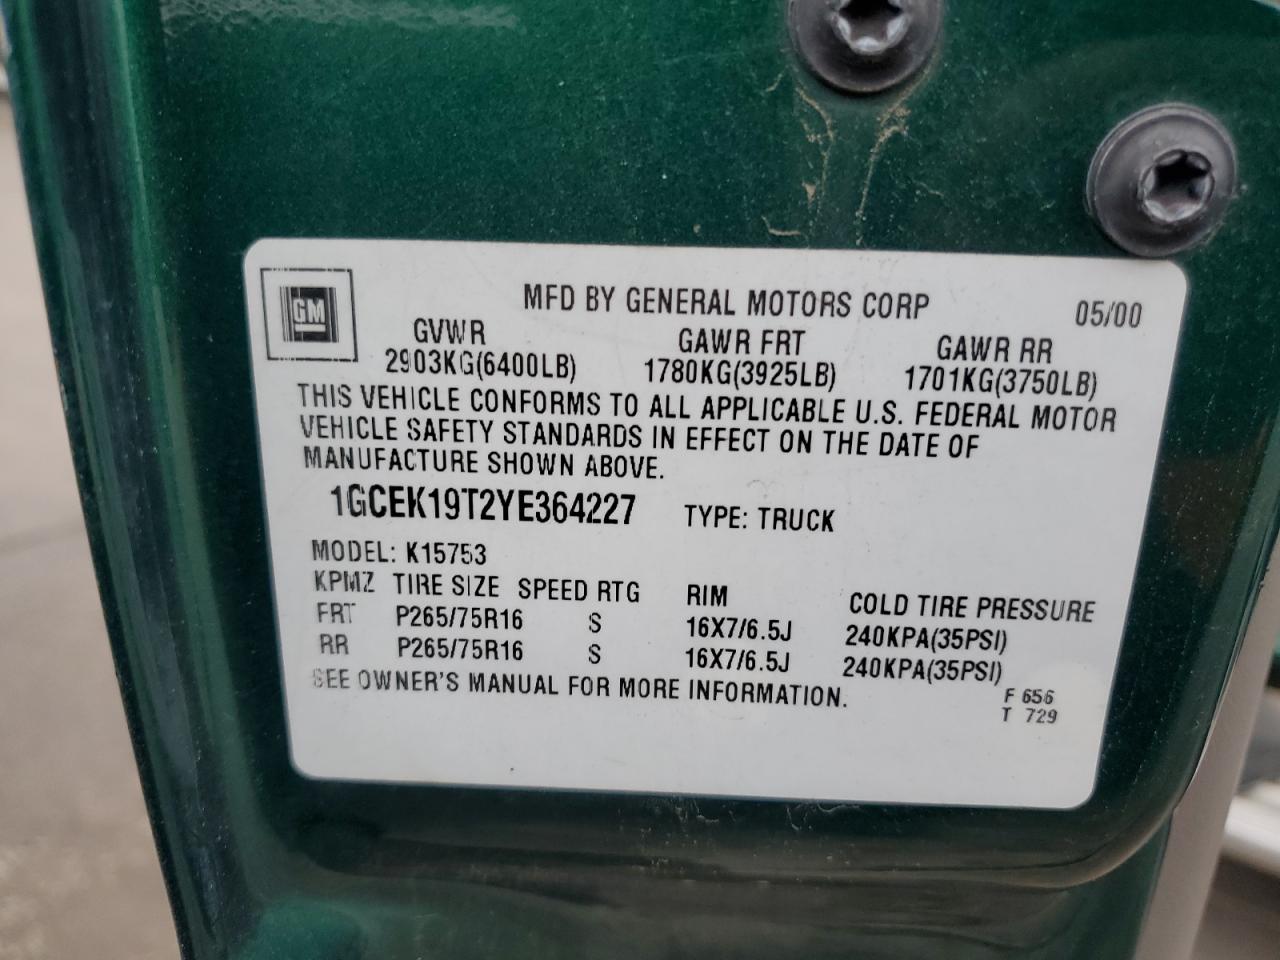 GM
MFD BY GENERAL MOTORS CORP 05/00
GVWR GAWR FRT GAWR RR
2903KG(6400LB) 1780KG(3925LB) 1701KG(3750LB)
THIS VEHICLE CONFORMS TO ALL APPLICABLE U.S. FEDERAL MOTOR
VEHICLE SAFETY STANDARDS IN EFFECT ON THE DATE OF
MANUFACTURE SHOWN ABOVE.
1GCEK19T2YE364227 TYPE: TRUCK
MODEL: K15753
KPMZ TIRE SIZE SPEED RTG RIM COLD TIRE PRESSURE
FRT P265/75R16 S 16X7/6.5J 240KPA(35PSI)
RR P265/75R16 S 16X7/6.5J 240KPA(35PSI)
SEE OWNER'S MANUAL FOR MORE INFORMATION.
F 656
T 729